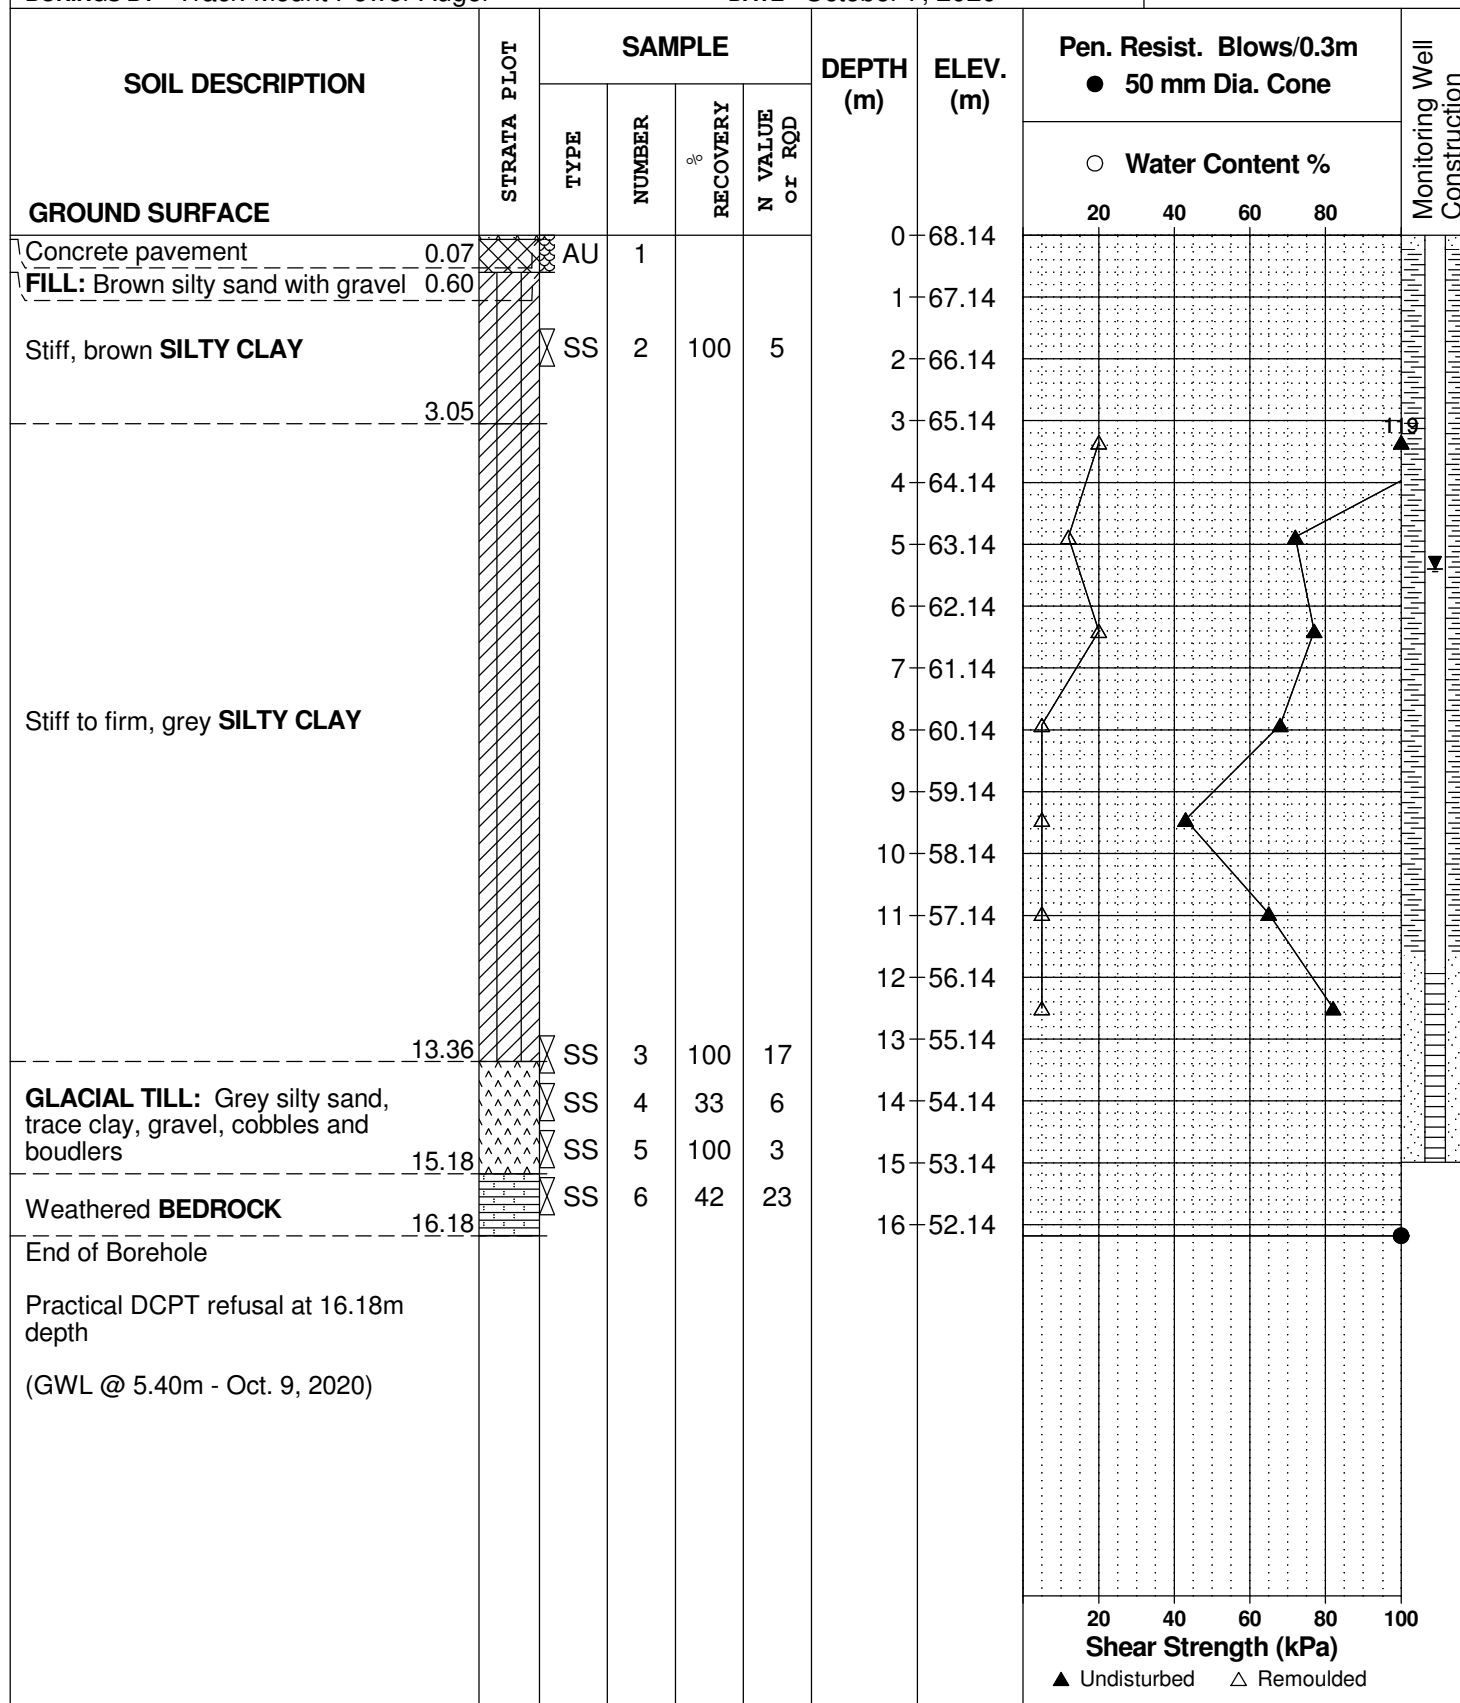 SOIL DESCRIPTION
GROUND SURFACE
STRATA PLOT
SAMPLE
TYPE
NUMBER
% RECOVERY
N VALUE or RQD
DEPTH (m)
ELEV. (m)
Pen. Resist. Blows/0.3m
● 50 mm Dia. Cone
○ Water Content %
20 40 60 80
Monitoring Well
Construction
0 68.14
Concrete pavement 0.07 AU 1
FILL: Brown silty sand with gravel 0.60
1 67.14
Stiff, brown SILTY CLAY SS 2 100 5
2 66.14
3.05
3 65.14
119
4 64.14
5 63.14
6 62.14
7 61.14
Stiff to firm, grey SILTY CLAY
8 60.14
9 59.14
10 58.14
11 57.14
12 56.14
13 55.14
13.36 SS 3 100 17
GLACIAL TILL: Grey silty sand,
trace clay, gravel, cobbles and
boudlers
SS 4 33 6
14 54.14
SS 5 100 3
15.18
15 53.14
Weathered BEDROCK SS 6 42 23
16.18
16 52.14
End of Borehole
Practical DCPT refusal at 16.18m
depth
(GWL @ 5.40m - Oct. 9, 2020)
20 40 60 80 100
Shear Strength (kPa)
▲ Undisturbed △ Remoulded